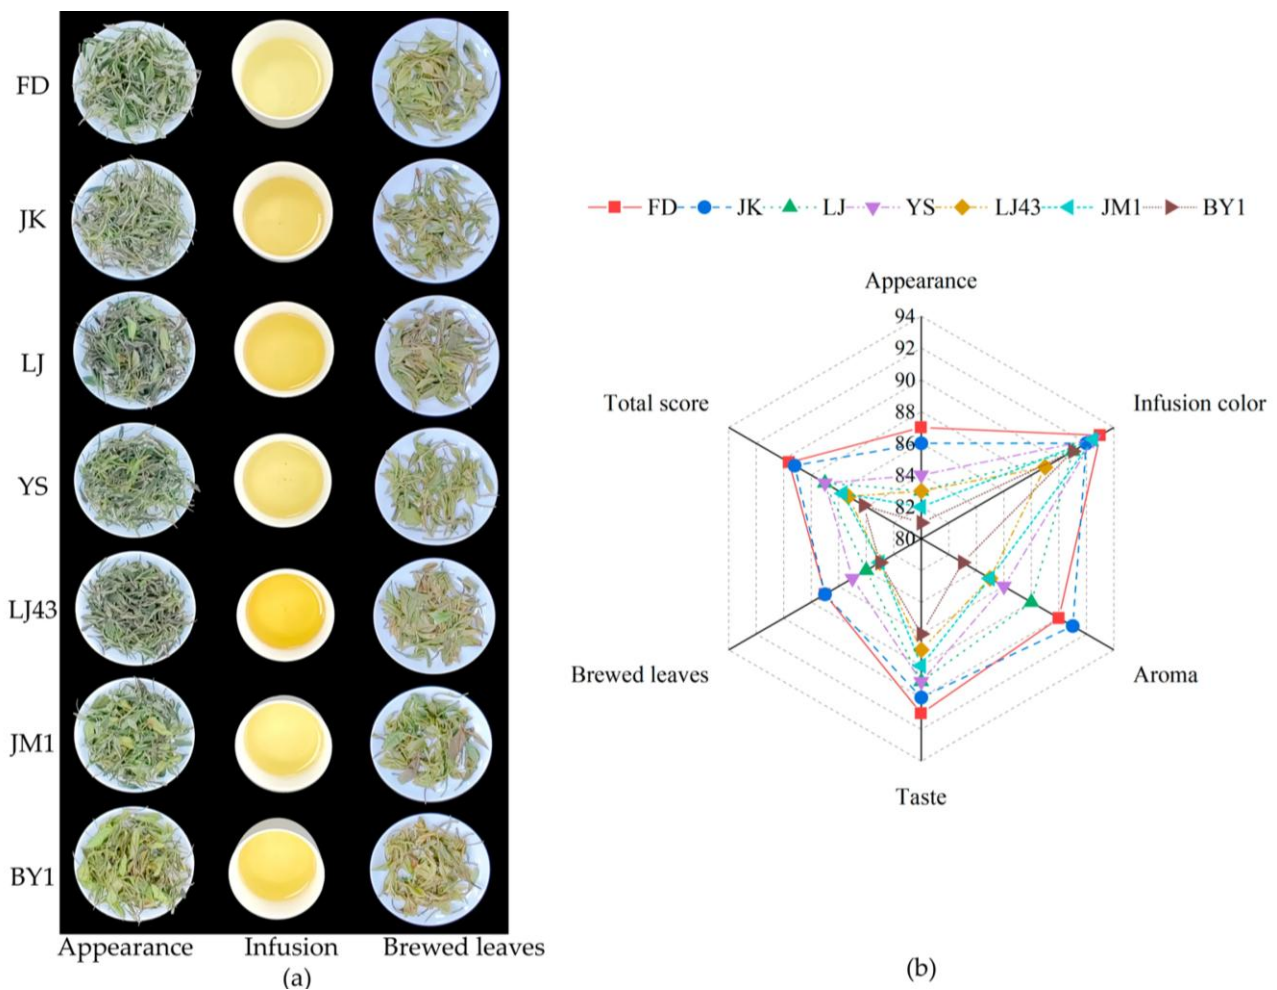 FD
JK
LJ
YS
LJ43
JM1
BY1
Appearance Infusion Brewed leaves
(a)
FD JK LJ YS LJ43 JM1 BY1
Appearance
94
92
90
88
86
84
82
80
Infusion color
Aroma
Taste
Brewed leaves
Total score
(b)